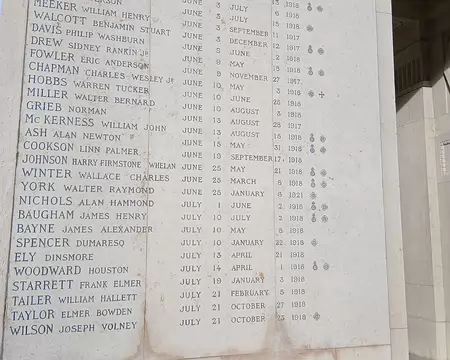 MEEKER WILLIAM HENRY JUNE 3 JULY 1918
WALCOTT BENJAMIN STUART JUNE 3 JULY 15 1918
DAVIS PHILIP WASHBURN JUNE 3 SEPTEMBER 11 1917
DREW SIDNEY RANKIN JR JUNE 3 DECEMBER 12 1917
FOWLER ERIC ANDERSON JUNE 8 JUNE 2 1918
CHAPMAN CHARLES WESLEY JR JUNE 8 MAY 1918
HOBBS WARREN TUCKER JUNE 9 NOVEMBER 27 1917
MILLER WALTER BERNARD JUNE 10 MAY 3 1918
GRIEB NORMAN JUNE 10 JUNE 26 1918
MC KERNESS WILLIAM JOHN JUNE 10 AUGUST 3 1918
ASH ALAN NEWTON JUNE 13 AUGUST 28 1917
COOKSON LINN PALMER JUNE 13 AUGUST 15 1918
JOHNSON HARRY FIRMSTONE WHELAN JUNE 15 MAY 31 1918
WINTER WALLACE CHARLES JUNE 18 SEPTEMBER 17 1918
YORK WALTER RAYMOND JUNE 25 MAY 21 1918
NICHOLS ALAN HAMMOND JUNE 25 MARCH 8 1918
BAUGHAM JAMES HENRY JUNE 25 JANUARY 8 1921
BAYNE JAMES ALEXANDER JULY 1 JUNE 2 1918
SPENCER DUMARESQ JULY 10 JULY 2 1918
ELY DINSMORE JULY 10 MAY 8 1918
WOODWARD HOUSTON JULY 10 JANUARY 22 1918
STARRETT FRANK ELMER JULY 13 APRIL 21 1918
TAILER WILLIAM HALLETT JULY 14 APRIL 1 1918
TAYLOR ELMER BOWDEN JULY 19 JANUARY 3 1918
WILSON JOSEPH VOLNEY JULY 21 FEBRUARY 5 1918
JULY 21 OCTOBER 27 1918
JULY 21 OCTOBER 23 1918